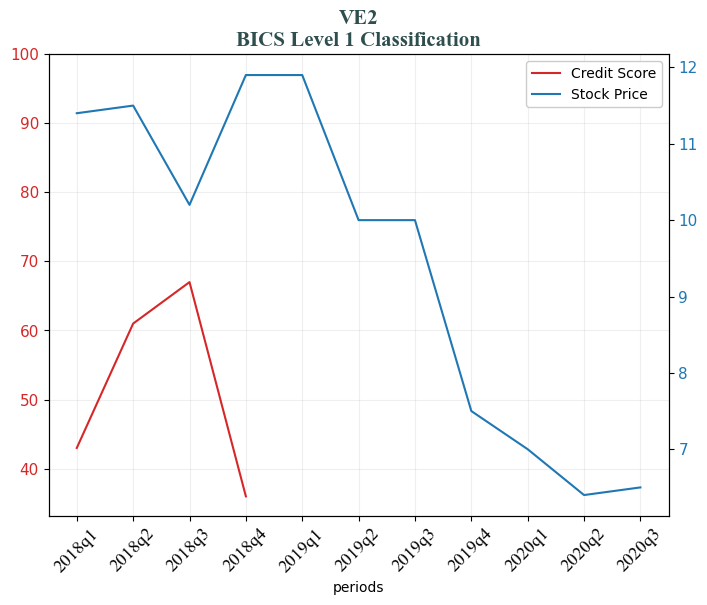 VE2
BICS Level 1 Classification
100
90
80
70
60
50
40
12
11
10
9
8
7
Credit Score
Stock Price
2018q1
2018q2
2018q3
2018q4
2019q1
2019q2
2019q3
2019q4
2020q1
2020q2
2020q3
periods